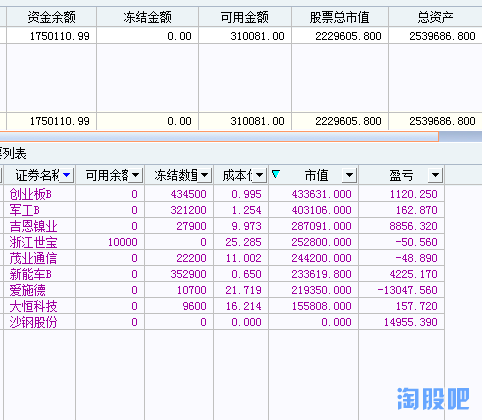 资金余额 冻结金额 可用金额 股票总市值 总资产
1750110.99 0.00 310081.00 2229605.800 2539686.800
1750110.99 0.00 310081.00 2229605.800 2539686.800
列表
证券名称 可用余额 冻结数量 成本 市值 盈亏
创业板B 0 434500 0.995 433631.000 1120.250
军工B 0 321200 1.254 403106.000 162.870
吉恩镍业 0 27900 9.973 287091.000 8856.320
浙江世宝 10000 0 25.285 252800.000 -50.560
茂业通信 0 22200 11.002 244200.000 -48.890
新能车B 0 352900 0.650 233619.800 4225.170
爱施德 0 10700 21.719 219350.000 -13047.560
大恒科技 0 9600 16.214 155808.000 157.720
沙钢股份 0 0 0.000 0.000 14955.390
淘股吧